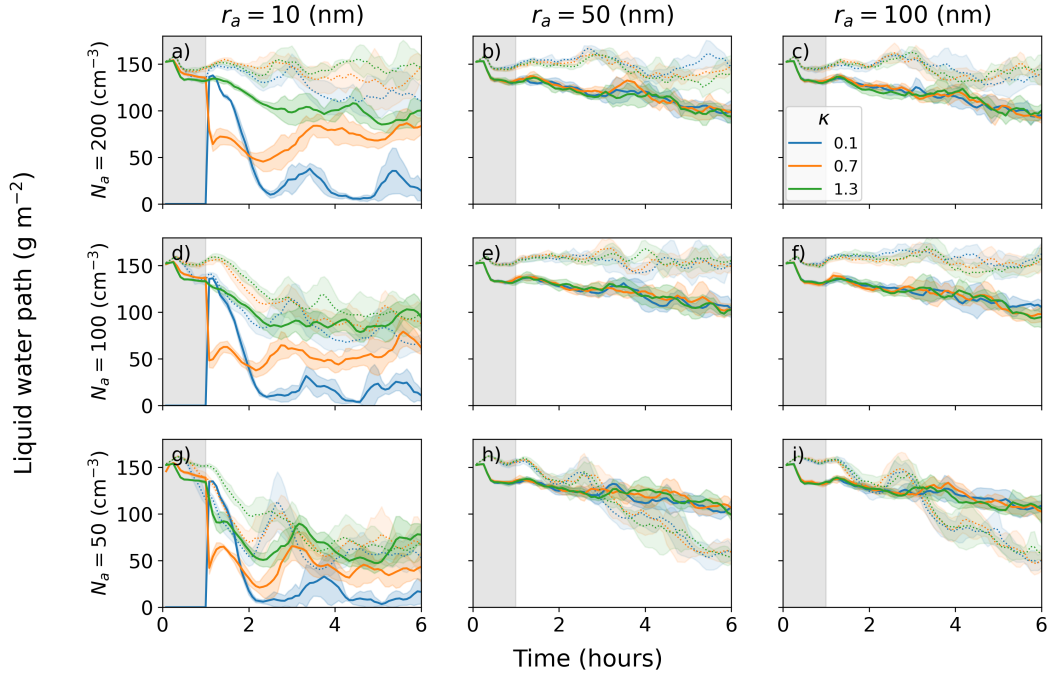 r_a = 10 (nm)
r_a = 50 (nm)
r_a = 100 (nm)
Liquid water path (g m⁻²)
N_a = 200 (cm⁻³)
150
100
50
0
a)
b)
c)
κ
0.1
0.7
1.3
N_a = 100 (cm⁻³)
150
100
50
0
d)
e)
f)
N_a = 50 (cm⁻³)
150
100
50
0
g)
h)
i)
0 2 4 6
0 2 4 6
0 2 4 6
Time (hours)